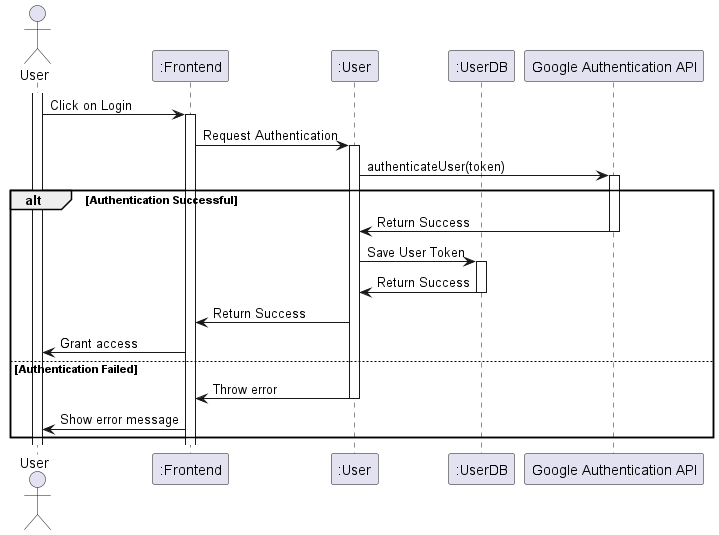 User
:Frontend
:User
:UserDB
Google Authentication API
Click on Login
Request Authentication
authenticateUser(token)
alt
[Authentication Successful]
Return Success
Save User Token
Return Success
Return Success
Grant access
[Authentication Failed]
Throw error
Show error message
User
:Frontend
:User
:UserDB
Google Authentication API